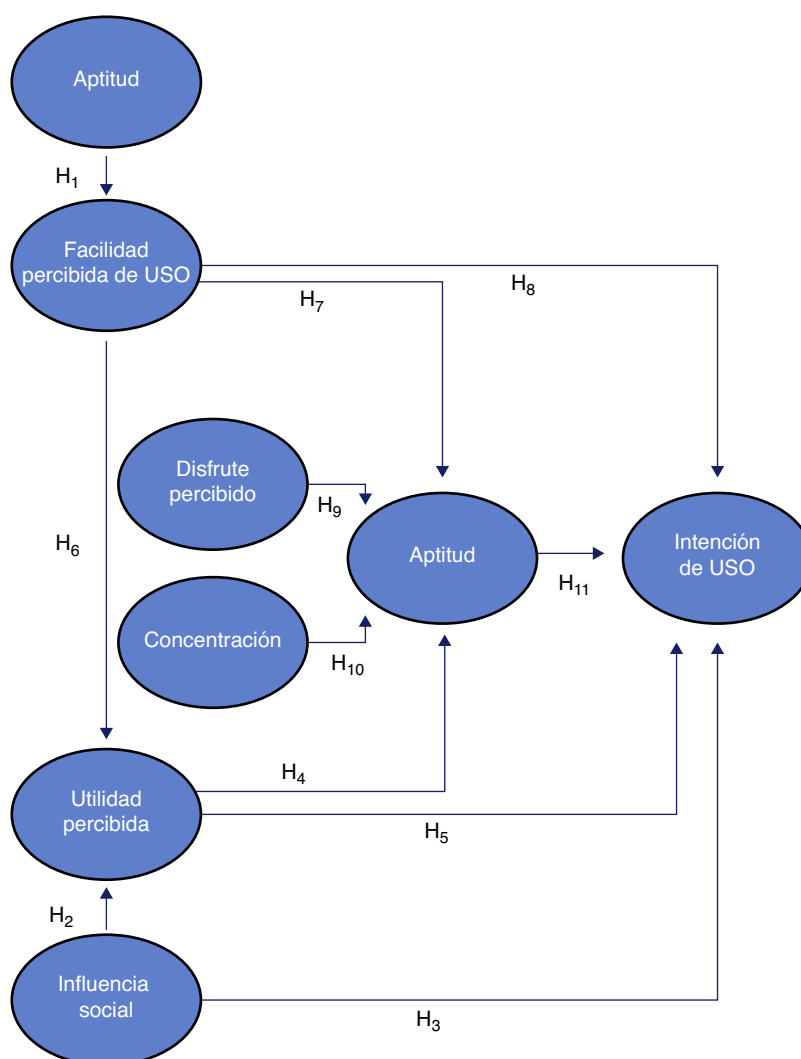 Aptitud
H1
Facilidad
percibida de USO
H8
H7
Disfrute
percibido
H9
H6
Aptitud
Intención
de USO
H11
Concentración
H10
H4
Utilidad
percibida
H5
H2
Influencia
social
H3